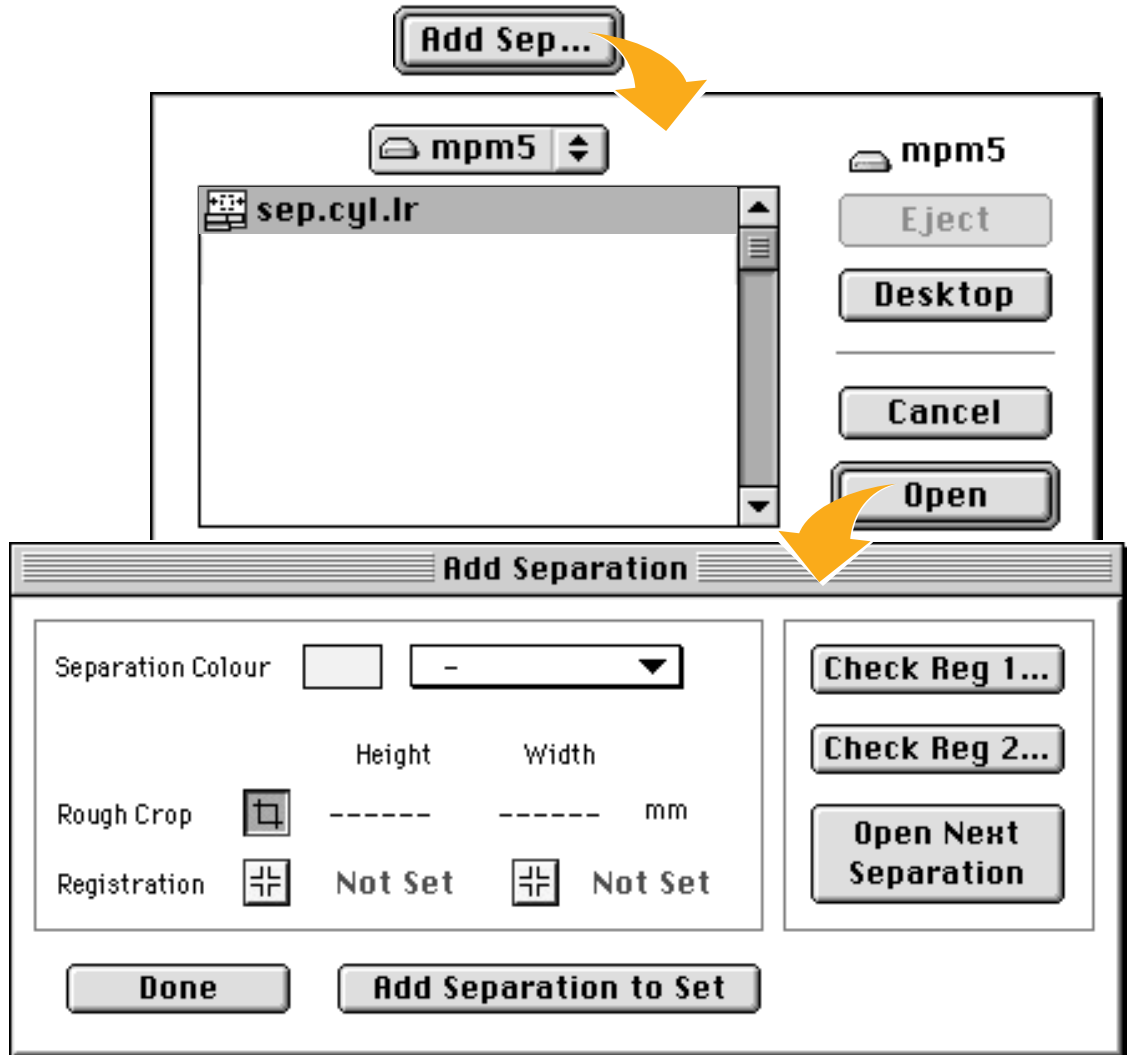 Add Sep...
mpm5
mpm5
sep.cyl.lr
Eject
Desktop
Cancel
Open
Add Separation
Separation Colour
-
Check Reg 1...
Check Reg 2...
Height Width
Rough Crop ------ ------ mm
Open Next
Separation
Registration Not Set Not Set
Done
Add Separation to Set